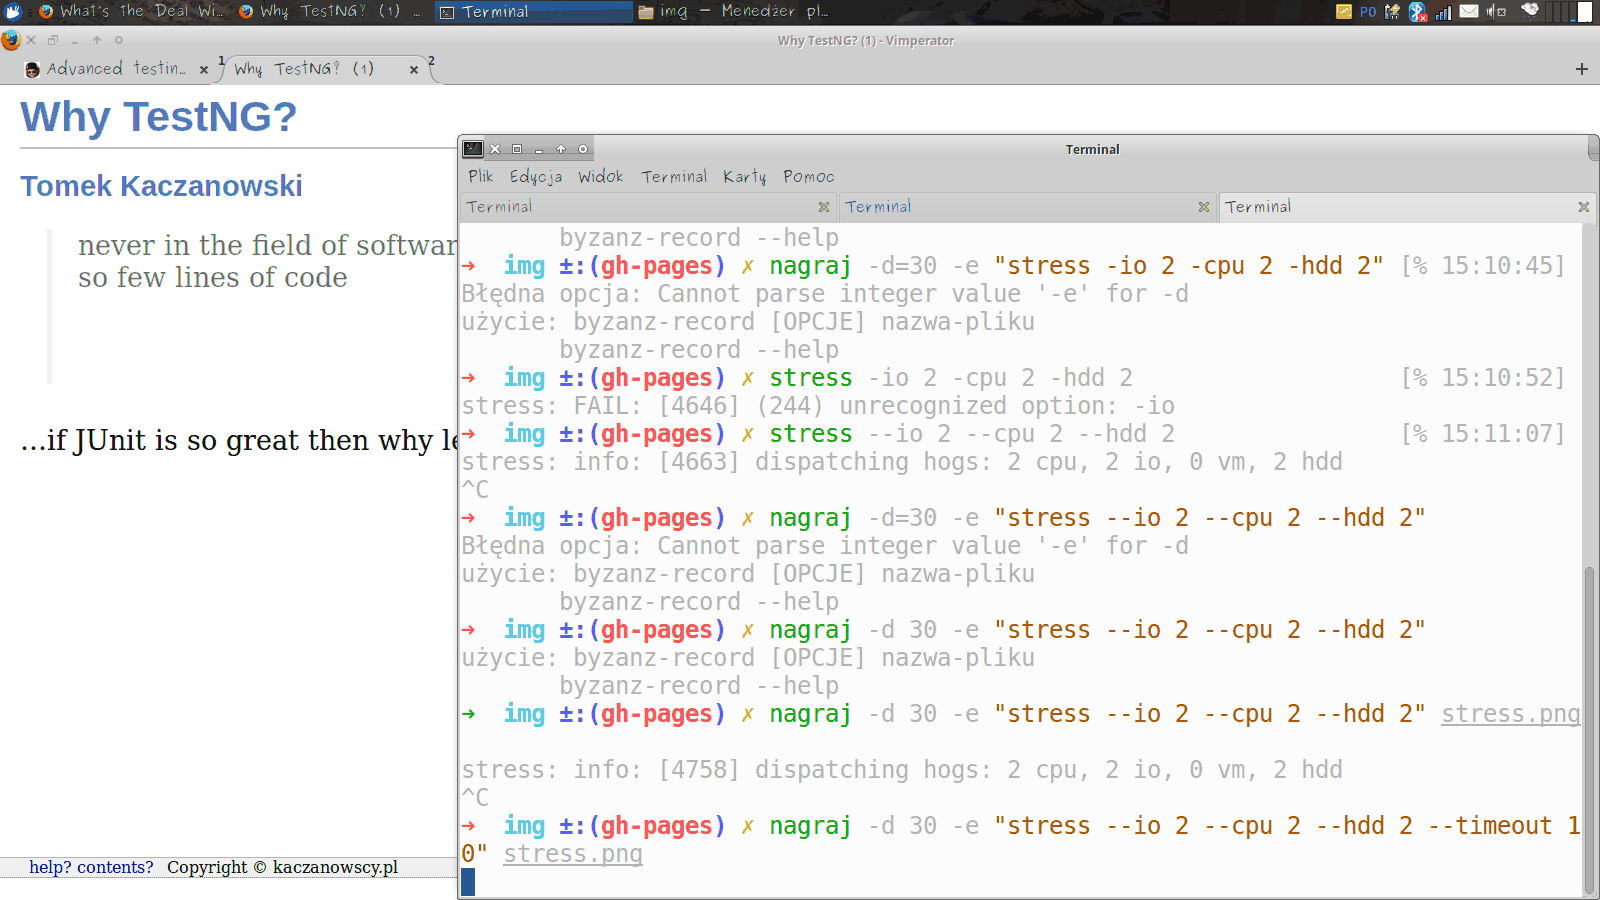 What's the Deal Wi...
Why TestNG? (1) ...
Terminal
img – Menedżer pl...
PO
Why TestNG? (1) - Vimperator
Advanced testin...
1
Why TestNG? (1)
2
Why TestNG?
Tomek Kaczanowski
never in the field of softwar
so few lines of code
...if JUnit is so great then why le
help? contents? Copyright © kaczanowscy.pl
Terminal
Plik Edycja Widok Terminal Karty Pomoc
Terminal Terminal Terminal
byzanz-record --help
➜ img ±:(gh-pages) ✗ nagraj -d=30 -e "stress -io 2 -cpu 2 -hdd 2" [% 15:10:45]
Błędna opcja: Cannot parse integer value '-e' for -d
użycie: byzanz-record [OPCJE] nazwa-pliku
byzanz-record --help
➜ img ±:(gh-pages) ✗ stress -io 2 -cpu 2 -hdd 2 [% 15:10:52]
stress: FAIL: [4646] (244) unrecognized option: -io
➜ img ±:(gh-pages) ✗ stress --io 2 --cpu 2 --hdd 2 [% 15:11:07]
stress: info: [4663] dispatching hogs: 2 cpu, 2 io, 0 vm, 2 hdd
^C
➜ img ±:(gh-pages) ✗ nagraj -d=30 -e "stress --io 2 --cpu 2 --hdd 2"
Błędna opcja: Cannot parse integer value '-e' for -d
użycie: byzanz-record [OPCJE] nazwa-pliku
byzanz-record --help
➜ img ±:(gh-pages) ✗ nagraj -d 30 -e "stress --io 2 --cpu 2 --hdd 2"
użycie: byzanz-record [OPCJE] nazwa-pliku
byzanz-record --help
➜ img ±:(gh-pages) ✗ nagraj -d 30 -e "stress --io 2 --cpu 2 --hdd 2" stress.png
stress: info: [4758] dispatching hogs: 2 cpu, 2 io, 0 vm, 2 hdd
^C
➜ img ±:(gh-pages) ✗ nagraj -d 30 -e "stress --io 2 --cpu 2 --hdd 2 --timeout 1
0" stress.png